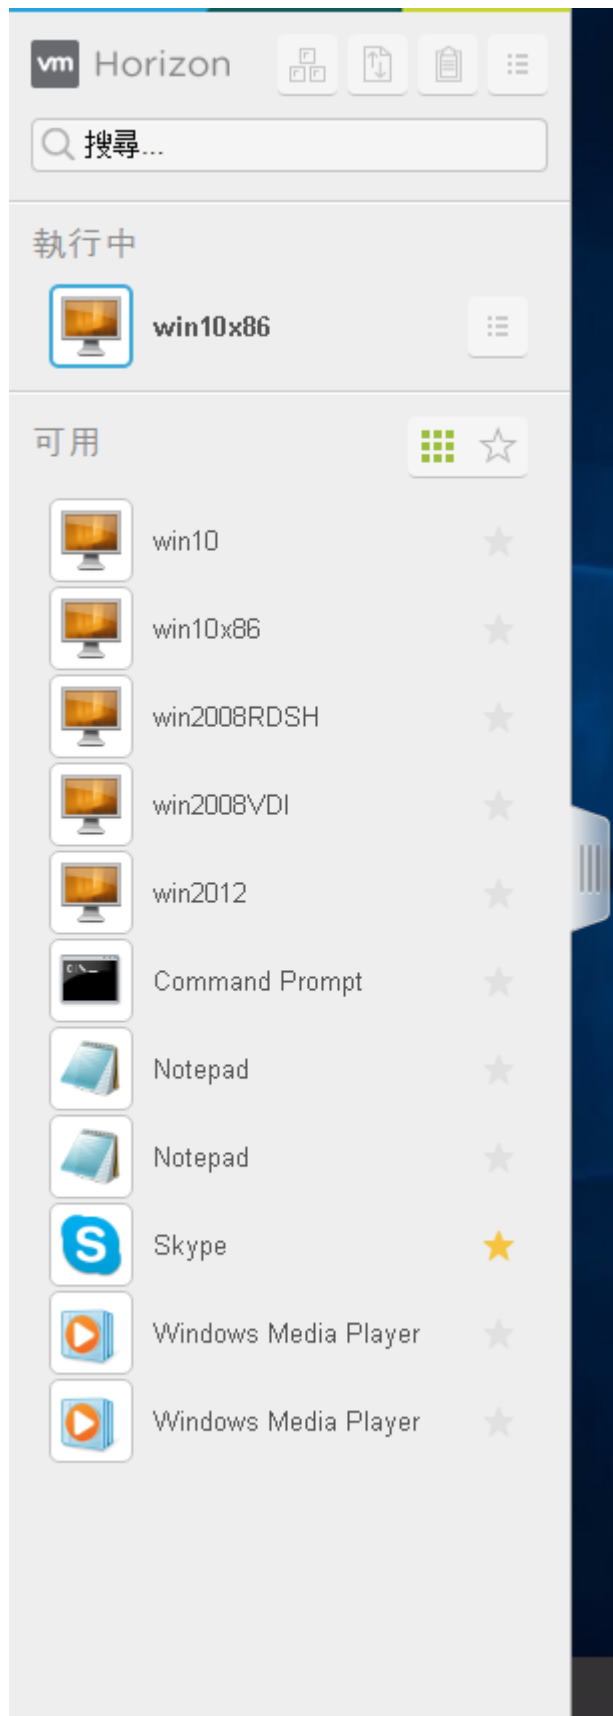 vm Horizon
搜尋...
執行中
win10x86
可用
win10
win10x86
win2008RDSH
win2008VDI
win2012
C:\_
Command Prompt
Notepad
Notepad
S
Skype
Windows Media Player
Windows Media Player